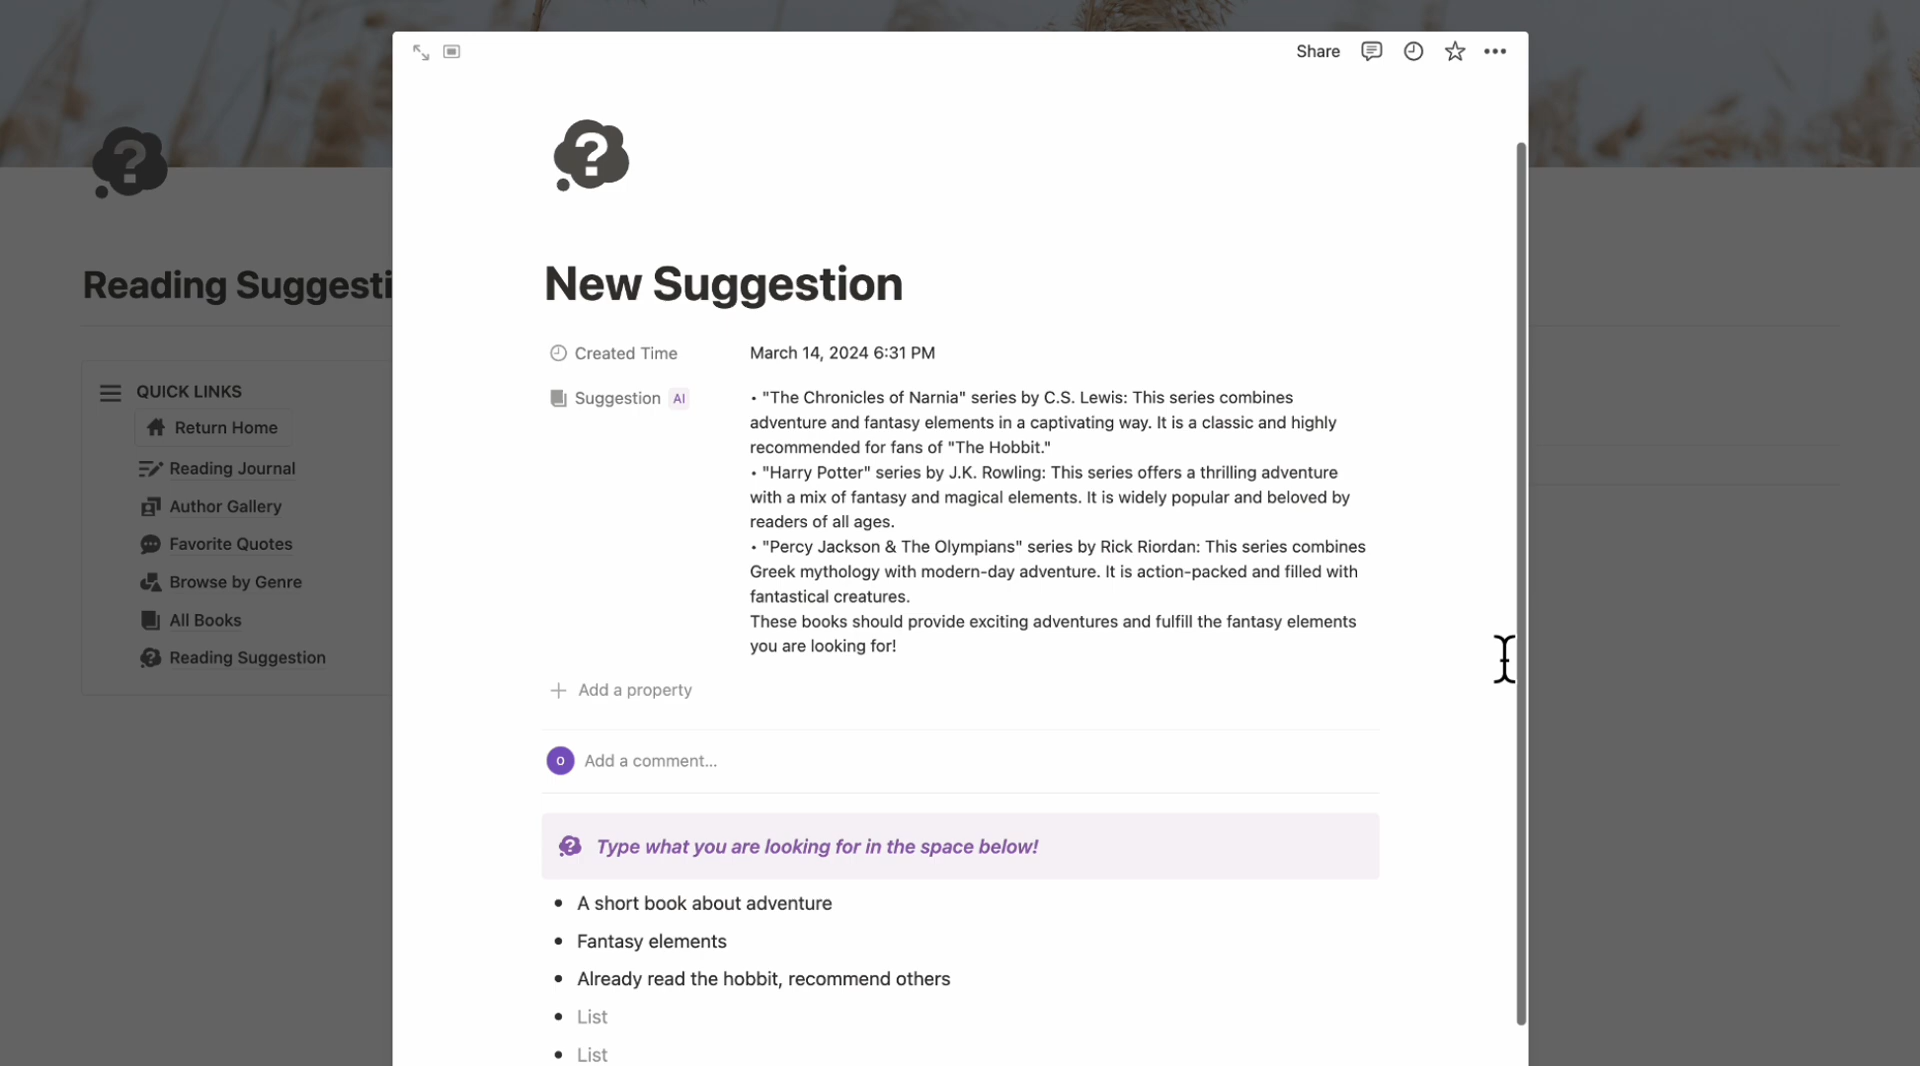 Share
?
?
Reading Suggesti
New Suggestion
Created Time
March 14, 2024 6:31 PM
QUICK LINKS
Return Home
Reading Journal
Author Gallery
Favorite Quotes
Browse by Genre
All Books
Reading Suggestion
Suggestion AI
• "The Chronicles of Narnia" series by C.S. Lewis: This series combines
adventure and fantasy elements in a captivating way. It is a classic and highly
recommended for fans of "The Hobbit."
• "Harry Potter" series by J.K. Rowling: This series offers a thrilling adventure
with a mix of fantasy and magical elements. It is widely popular and beloved by
readers of all ages.
• "Percy Jackson & The Olympians" series by Rick Riordan: This series combines
Greek mythology with modern-day adventure. It is action-packed and filled with
fantastical creatures.
These books should provide exciting adventures and fulfill the fantasy elements
you are looking for!
Add a property
O
Add a comment...
Type what you are looking for in the space below!
• A short book about adventure
• Fantasy elements
• Already read the hobbit, recommend others
• List
• List